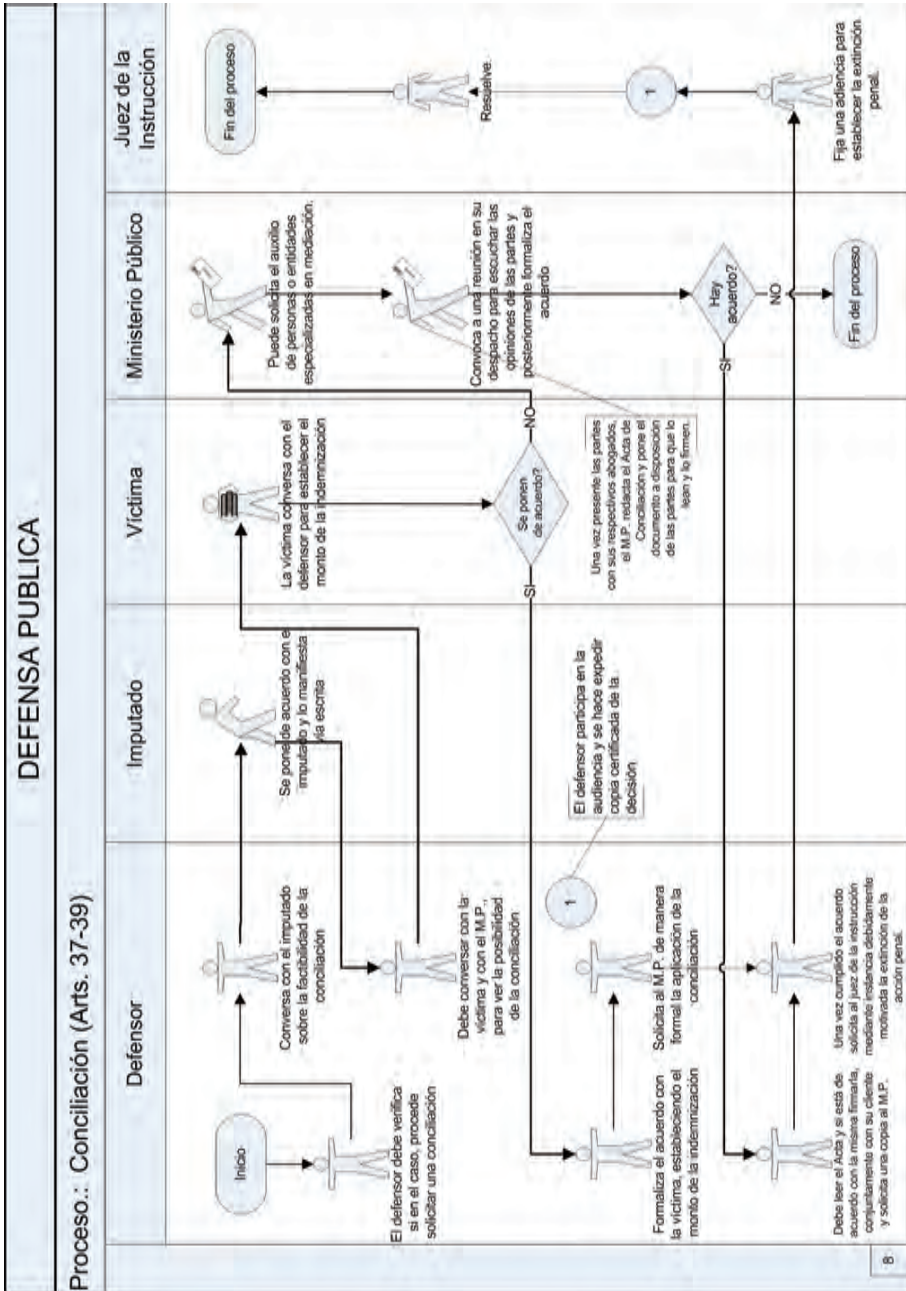 DEFENSA PUBLICA
Proceso.: Conciliación (Arts. 37-39)
Defensor
Imputado
Víctima
Ministerio Público
Juez de la
Instrucción
Inicio
El defensor debe verifica
si en el caso, procede
solicitar una conciliación
Conversa con el imputado
sobre la factibilidad de la
conciliación
Se pone de acuerdo con e
imputado y lo manifiesta
vía escrita
Debe conversar con la
víctima y con el M.P.,
para ver la posibilidad
de la conciliación
La víctima conversa con el
defensor para establecer el
monto de la indemnización
Se ponen
de acuerdo?
SI
NO
Puede solicita el auxilio
de personas o entidades
especializadas en mediación.
Convoca a una reunión en su
despacho para escuchar las
opiniones de las partes y
posteriormente formaliza el
acuerdo
Una vez presente las partes
con sus respectivos abogados,
el M.P. redacta el Acta de
Conciliación y pone el
documento a disposición
de las partes para que lo
lean y lo firmen.
Hay
acuerdo?
SI
NO
Fin del proceso
Formaliza el acuerdo con
la víctima, estableciendo el
monto de la indemnización
Solicita al M.P. de manera
formal la aplicación de la
conciliación
1
El defensor participa en la
audiencia y se hace expedir
copia certificada de la
decisión.
Debe leer el Acta y si está de
acuerdo con la misma firmarla,
conjuntamente con su cliente
y solicita una copia al M.P.
Una vez cumplido el acuerdo
solicita al juez de la instrucción
mediante instancia debidamente
motivada la extinción de la
acción penal.
Fija una adiencia para
establecer la extinción
penal.
1
Resuelve.
Fin del proceso
8